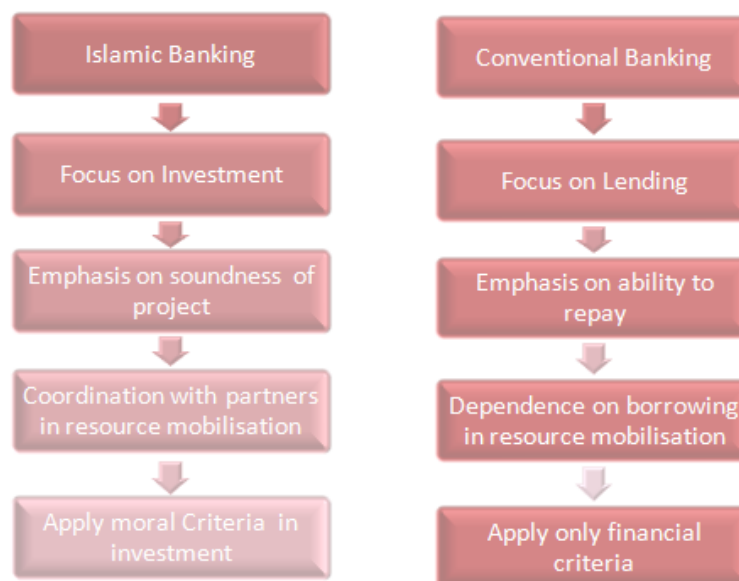 Islamic Banking
Focus on Investment
Emphasis on soundness of
project
Coordination with partners
in resource mobilisation
Apply moral Criteria in
investment
Conventional Banking
Focus on Lending
Emphasis on ability to
repay
Dependence on borrowing
in resource mobilisation
Apply only financial
criteria